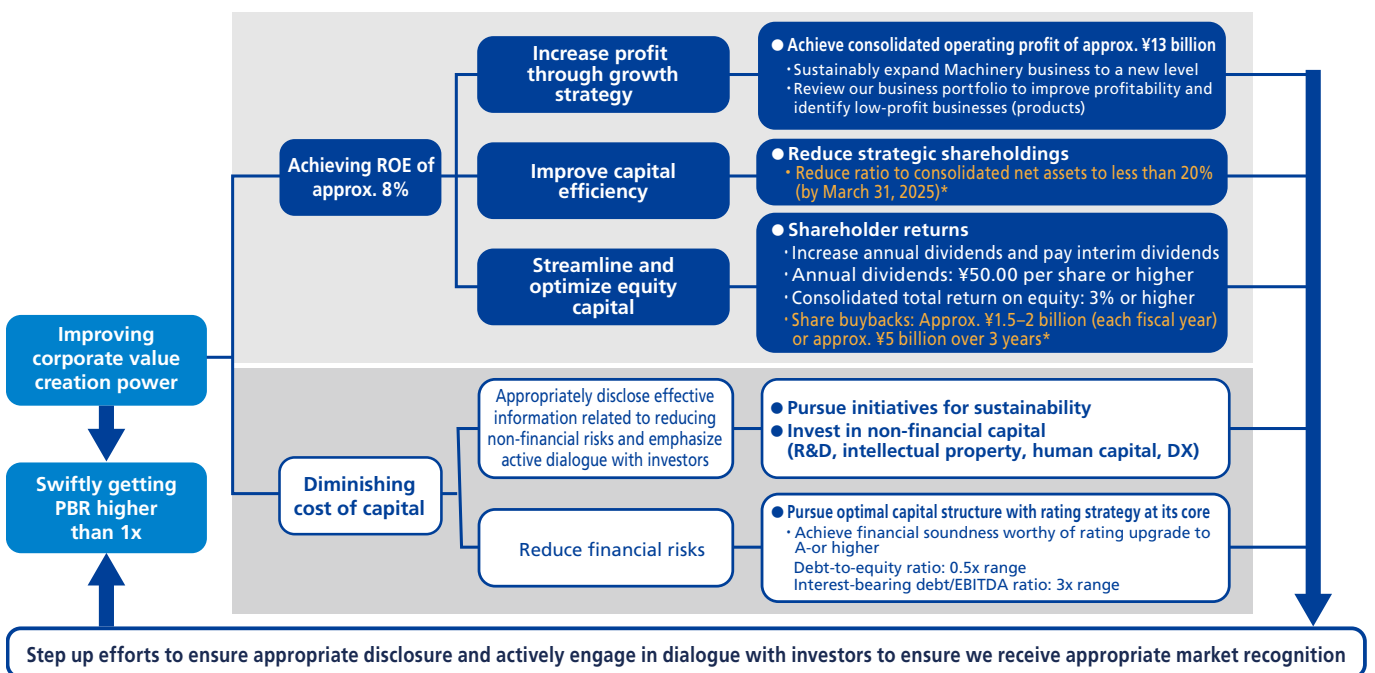 Improving
corporate value
creation power
Swiftly getting
PBR higher
than 1x
Achieving ROE of
approx. 8%
Increase profit
through growth
strategy
● Achieve consolidated operating profit of approx. ¥13 billion
・Sustainably expand Machinery business to a new level
・Review our business portfolio to improve profitability and
identify low-profit businesses (products)
Improve capital
efficiency
● Reduce strategic shareholdings
・Reduce ratio to consolidated net assets to less than 20%
(by March 31, 2025)*
Streamline and
optimize equity
capital
● Shareholder returns
・Increase annual dividends and pay interim dividends
・Annual dividends: ¥50.00 per share or higher
・Consolidated total return on equity: 3% or higher
・Share buybacks: Approx. ¥1.5–2 billion (each fiscal year)
or approx. ¥5 billion over 3 years*
Diminishing
cost of capital
Appropriately disclose effective
information related to reducing
non-financial risks and emphasize
active dialogue with investors
● Pursue initiatives for sustainability
● Invest in non-financial capital
(R&D, intellectual property, human capital, DX)
Reduce financial risks
● Pursue optimal capital structure with rating strategy at its core
・Achieve financial soundness worthy of rating upgrade to
A-or higher
Debt-to-equity ratio: 0.5x range
Interest-bearing debt/EBITDA ratio: 3x range
Step up efforts to ensure appropriate disclosure and actively engage in dialogue with investors to ensure we receive appropriate market recognition